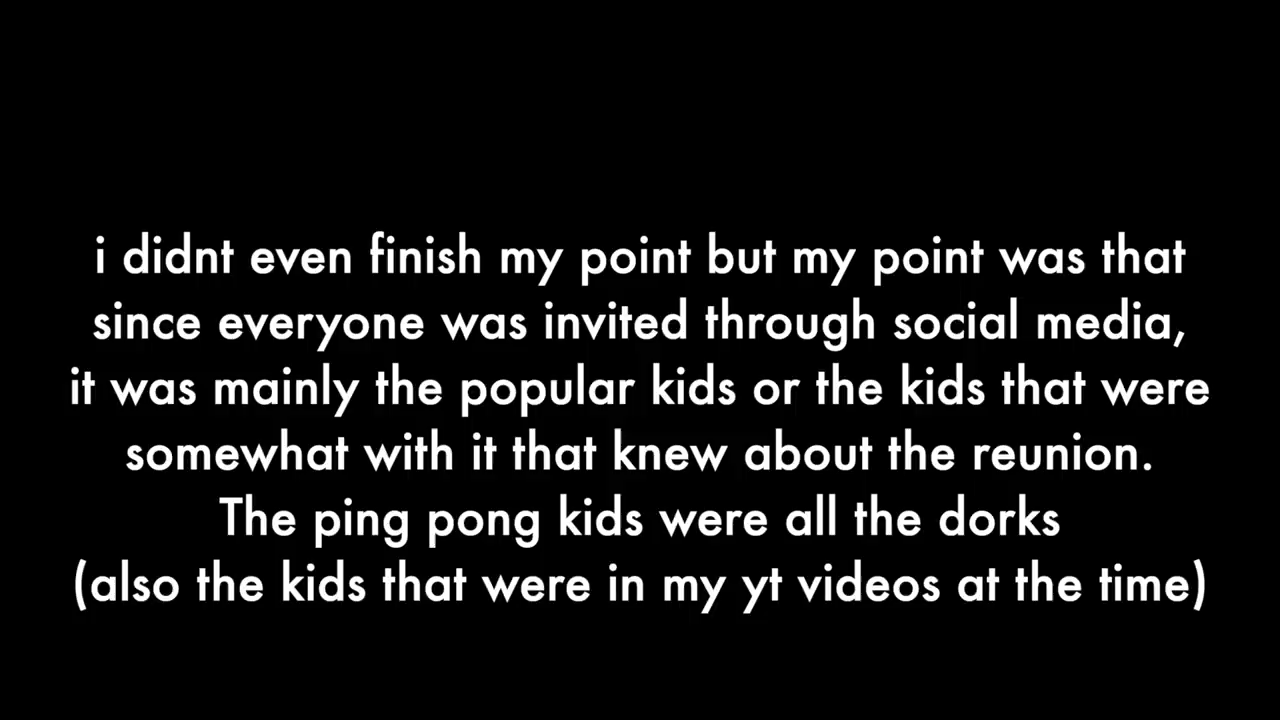 i didnt even finish my point but my point was that
since everyone was invited through social media,
it was mainly the popular kids or the kids that were
somewhat with it that knew about the reunion.
The ping pong kids were all the dorks
(also the kids that were in my yt videos at the time)